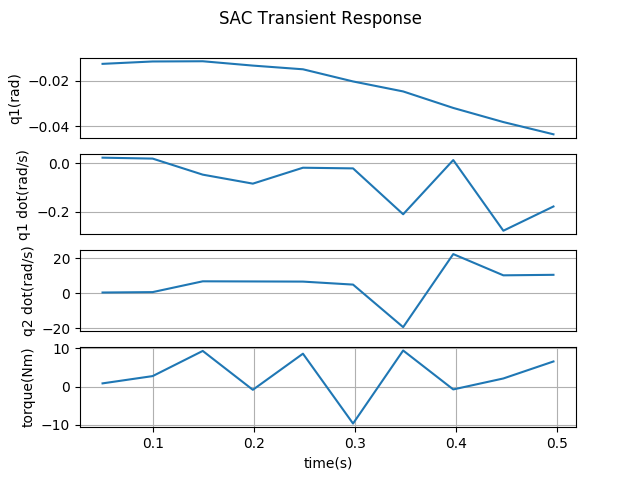 SAC Transient Response
q1(rad)
−0.02
−0.04
q1 dot(rad/s)
0.0
−0.2
q2 dot(rad/s)
20
0
−20
torque(Nm)
10
0
−10
0.1 0.2 0.3 0.4 0.5
time(s)